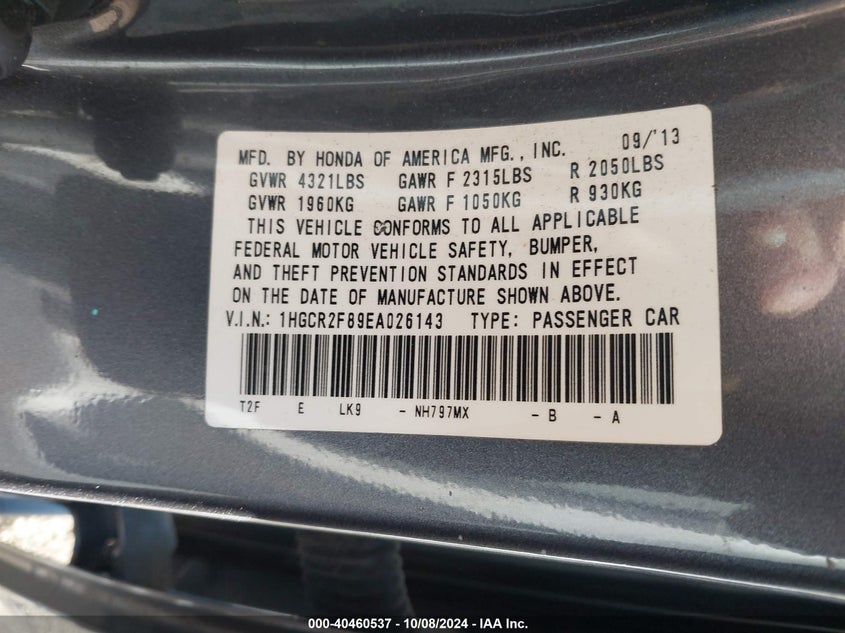 MFD. BY HONDA OF AMERICA MFG., INC. 09/'13
GVWR 4321LBS GAWR F 2315LBS R 2050LBS
GVWR 1960KG GAWR F 1050KG R 930KG
THIS VEHICLE CONFORMS TO ALL APPLICABLE
FEDERAL MOTOR VEHICLE SAFETY, BUMPER,
AND THEFT PREVENTION STANDARDS IN EFFECT
ON THE DATE OF MANUFACTURE SHOWN ABOVE.
V.I.N.: 1HGCR2F89EA026143 TYPE: PASSENGER CAR
T2F E LK9 - NH797MX - B - A
000-40460537 - 10/08/2024 - IAA Inc.